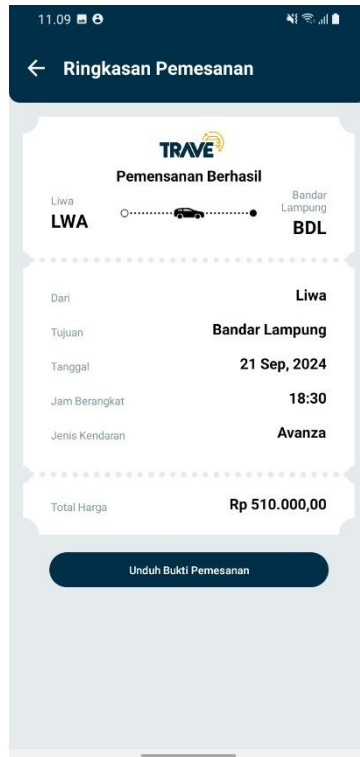 11.09
Ringkasan Pemesanan
TRAVE
Pemensanan Berhasil
Liwa
LWA
Bandar
Lampung
BDL
Dari Liwa
Tujuan Bandar Lampung
Tanggal 21 Sep, 2024
Jam Berangkat 18:30
Jenis Kendaran Avanza
Total Harga Rp 510.000,00
Unduh Bukti Pemesanan